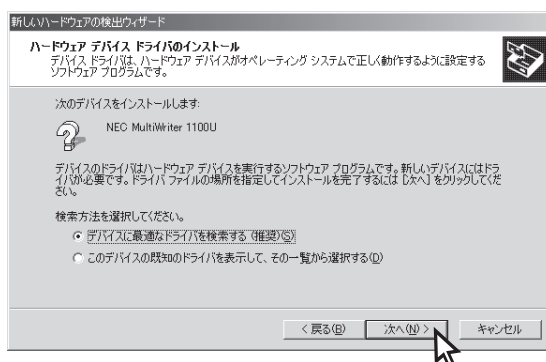 新しいハードウェアの検出ウィザード
ハードウェア デバイス ドライバのインストール
デバイス ドライバは、ハードウェア デバイスがオペレーティング システムで正しく動作するように設定する
ソフトウェア プログラムです。
次のデバイスをインストールします:
NEC MultiWriter 1100U
デバイスのドライバはハードウェア デバイスを実行するソフトウェア プログラムです。新しいデバイスにはドラ
イバが必要です。ドライバ ファイルの場所を指定してインストールを完了するには [次へ] をクリックしてくだ
さい。
検索方法を選択してください。
デバイスに最適なドライバを検索する (推奨)(S)
このデバイスの既知のドライバを表示して、その一覧から選択する(D)
< 戻る(B)
次へ(N) >
キャンセル